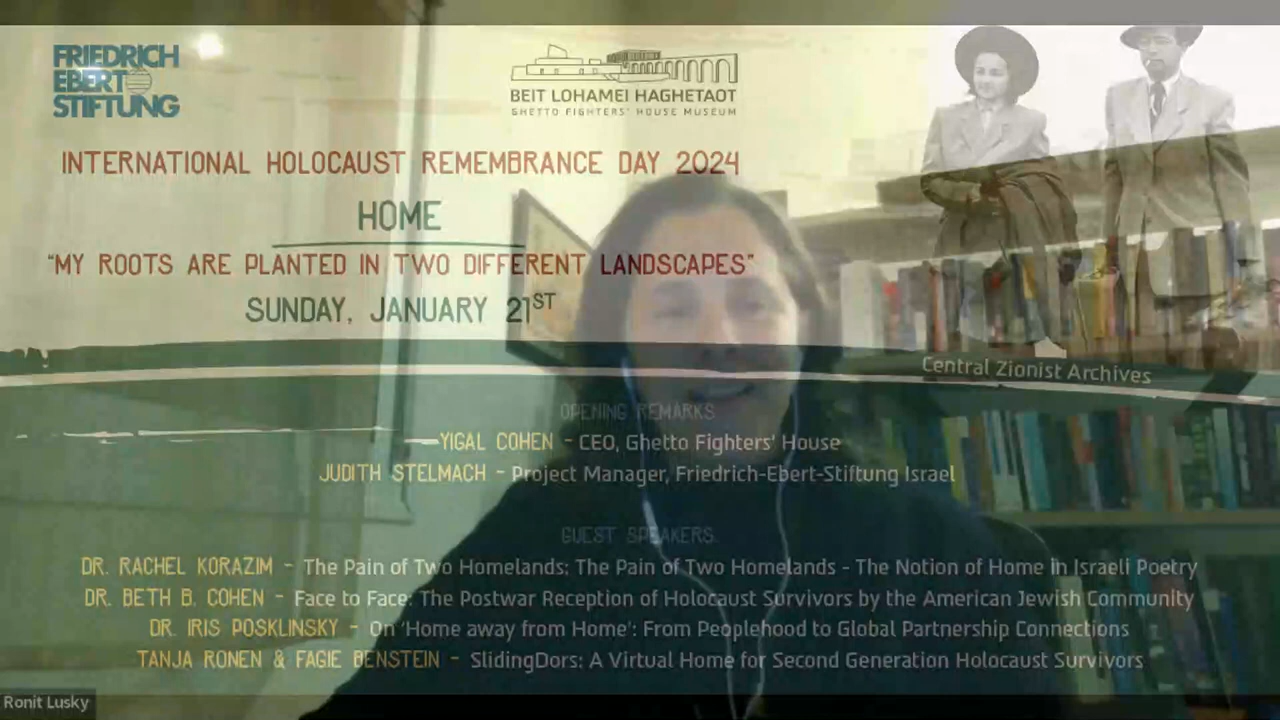 FRIEDRICH
EBERT
STIFTUNG
BEIT LOHAMEI HAGHETAOT
GHETTO FIGHTERS' HOUSE MUSEUM
INTERNATIONAL HOLOCAUST REMEMBRANCE DAY 2024
HOME
"MY ROOTS ARE PLANTED IN TWO DIFFERENT LANDSCAPES"
SUNDAY, JANUARY 21ST
Central Zionist Archives
OPENING REMARKS
YIGAL COHEN - CEO, Ghetto Fighters' House
JUDITH STELMACH - Project Manager, Friedrich-Ebert-Stiftung Israel
GUEST SPEAKERS
DR. RACHEL KORAZIM - The Pain of Two Homelands: The Pain of Two Homelands - The Notion of Home in Israeli Poetry
DR. BETH B. COHEN - Face to Face: The Postwar Reception of Holocaust Survivors by the American Jewish Community
DR. IRIS POSKLINSKY - On 'Home away from Home': From Peoplehood to Global Partnership Connections
TANJA RONEN & FAGIE BENSTEIN - SlidingDors: A Virtual Home for Second Generation Holocaust Survivors
Ronit Lusky